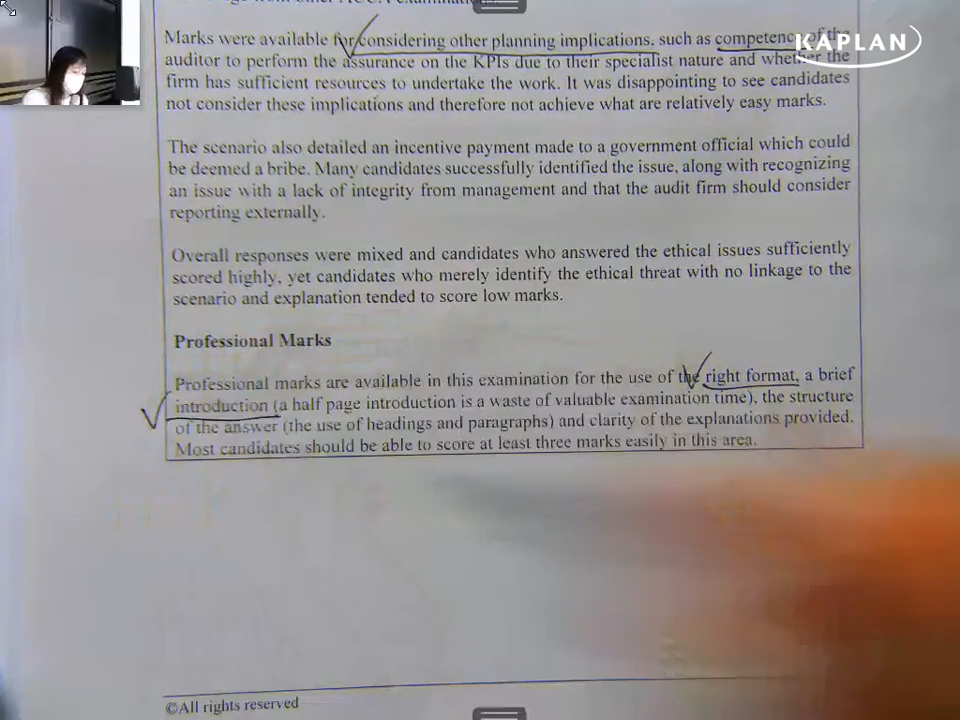 KAPLAN
Marks were available for considering other planning implications, such as competence of the
auditor to perform the assurance on the KPIs due to their specialist nature and whether the
firm has sufficient resources to undertake the work. It was disappointing to see candidates
not consider these implications and therefore not achieve what are relatively easy marks.
The scenario also detailed an incentive payment made to a government official which could
be deemed a bribe. Many candidates successfully identified the issue, along with recognizing
an issue with a lack of integrity from management and that the audit firm should consider
reporting externally.
Overall responses were mixed and candidates who answered the ethical issues sufficiently
scored highly, yet candidates who merely identify the ethical threat with no linkage to the
scenario and explanation tended to score low marks.
Professional Marks
Professional marks are available in this examination for the use of the right format, a brief
introduction (a half page introduction is a waste of valuable examination time), the structure
of the answer (the use of headings and paragraphs) and clarity of the explanations provided.
Most candidates should be able to score at least three marks easily in this area.
©All rights reserved